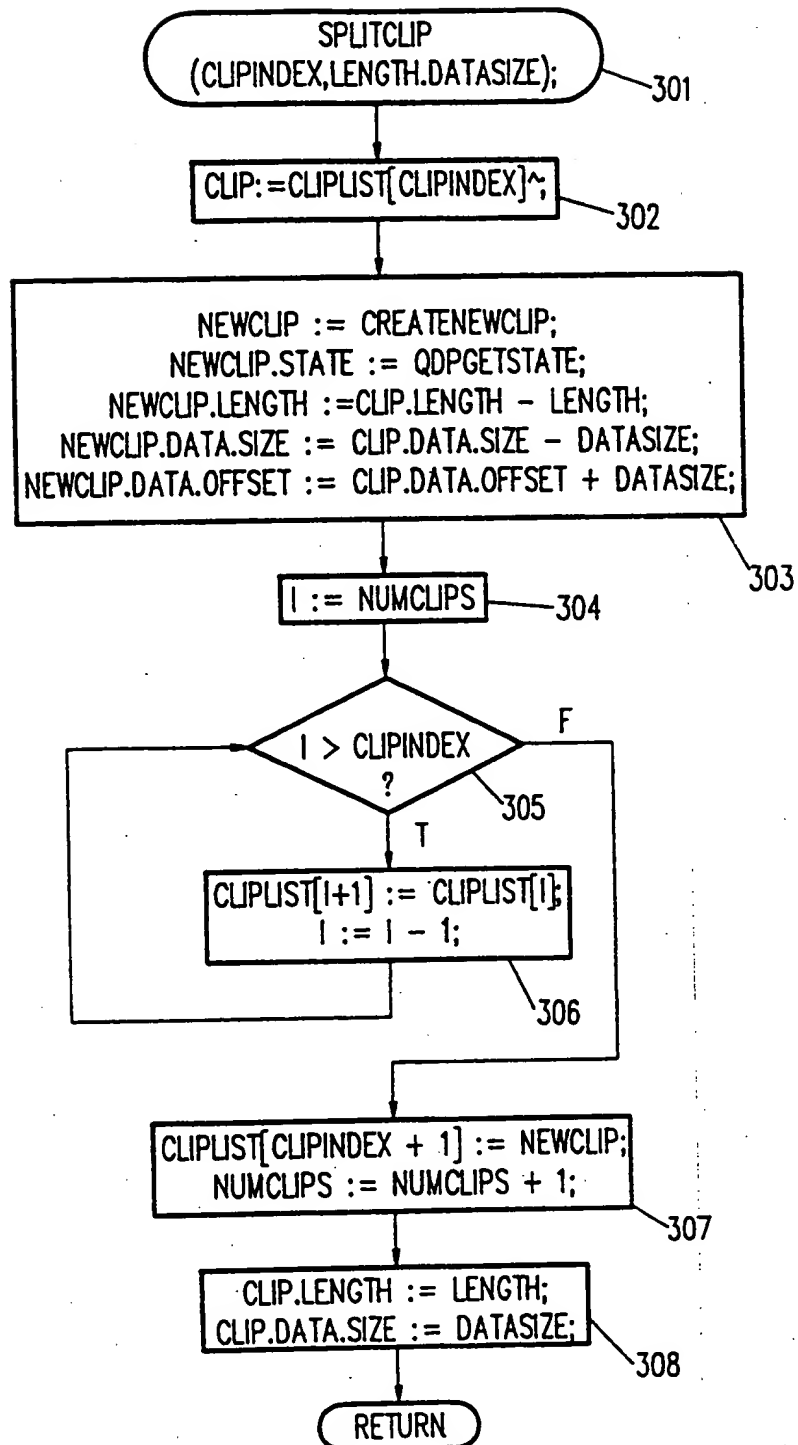 SPLITCLIP
(CLIPINDEX,LENGTH.DATASIZE);
301
CLIP:=CLIPLIST[CLIPINDEX]^;
302
NEWCLIP := CREATENEWCLIP;
NEWCLIP.STATE := QDPGETSTATE;
NEWCLIP.LENGTH :=CLIP.LENGTH - LENGTH;
NEWCLIP.DATA.SIZE := CLIP.DATA.SIZE - DATASIZE;
NEWCLIP.DATA.OFFSET := CLIP.DATA.OFFSET + DATASIZE;
303
I := NUMCLIPS
304
I > CLIPINDEX
?
F
305
T
CLIPLIST[I+1] := CLIPLIST[I];
I := I - 1;
306
CLIPLIST[CLIPINDEX + 1] := NEWCLIP;
NUMCLIPS := NUMCLIPS + 1;
307
CLIP.LENGTH := LENGTH;
CLIP.DATA.SIZE := DATASIZE;
308
RETURN